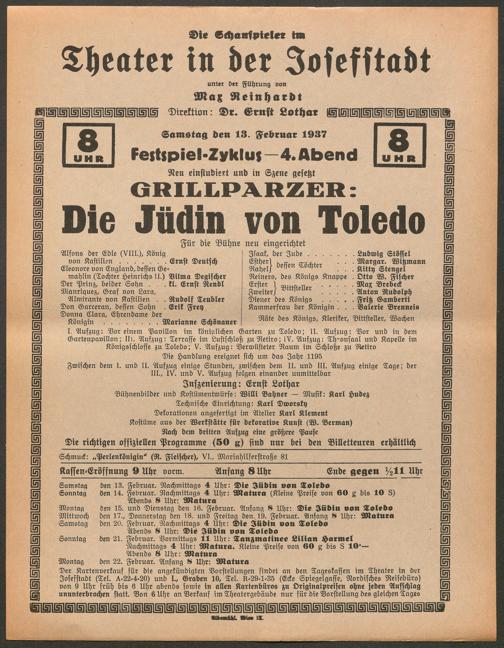 Die Schauspieler im
Theater in der Josefstadt
unter der Führung von
Max Reinhardt
Direktion: Dr. Ernst Lothar
8 UHR
Samstag den 13. Februar 1937
8 UHR
Festspiel-Zyklus — 4. Abend
Neu einstudiert und in Szene gesetzt
GRILLPARZER:
Die Jüdin von Toledo
Für die Bühne neu eingerichtet
Alfons der Edle (VIII.), König
von Kastilien . . . . . Ernst Deutsch
Eleonore von England, dessen Ge-
mahlin (Tochter Heinrichs II.) Vilma Degischer
Der Prinz, beider Sohn . . kl. Ernst Rendl
Manriquez, Graf von Lara,
Almirante von Kastilien . . Rudolf Teubler
Don Garceran, dessen Sohn . Erik Frey
Donna Clara, Ehrendame der
Königin . . . . . Marianne Schönauer
Isaak, der Jude . . . . . Ludwig Stössel
Esther} dessen Töchter . . . Margar. Witzmann
Rahel} Kitty Stengel
Reinero, des Königs Knappe . Otto W. Fischer
Erster} Bittsteller . . . Max Brebeck
Zweiter} Anton Rudolph
Diener des Königs . . . Fritz Gamberti
Kammerfrau der Königin . . Valerie Brenneis
Räte des Königs, Kleriker, Bittsteller, Wachen
I. Aufzug: Vor einem Pavillon im königlichen Garten zu Toledo; II. Aufzug: Vor und in dem
Gartenpavillon; III. Aufzug: Terrasse im Lustschloß zu Retiro; IV. Aufzug: Thronsaal und Kapelle im
Königsschlosse zu Toledo; V. Aufzug: Verwüsteter Raum im Schloße zu Retiro
Die Handlung ereignet sich um das Jahr 1195
Zwischen dem I. und II. Aufzug einige Stunden, zwischen dem II. und III. Aufzug einige Tage; der
III., IV. und V. Aufzug folgen einander unmittelbar
Inszenierung: Ernst Lothar
Bühnenbilder und Kostümentwürfe: Willi Bahner — Musik: Karl Hudez
Technische Einrichtung: Karl Dworsky
Dekorationen angefertigt im Atelier Karl Klement
Kostüme aus der Werkstätte für dekorative Kunst (W. Berman)
Nach dem dritten Aufzug eine größere Pause
Die richtigen offiziellen Programme (50 g) sind nur bei den Billetteuren erhältlich
Schmuck: „Perlenkönigin“ (R. Fleischer), VI., Mariahilferstraße 81
Kassen-Eröffnung 9 Uhr vorm. Anfang 8 Uhr Ende gegen ½11 Uhr
Samstag den 13. Februar. Nachmittags 4 Uhr: Die Jüdin von Toledo
Sonntag den 14. Februar. Nachmittags 4 Uhr: Matura (Kleine Preise von 60 g bis 10 S)
Abends 8 Uhr: Matura
Montag den 15. und Dienstag den 16. Februar. Anfang 8 Uhr: Die Jüdin von Toledo
Mittwoch den 17., Donnerstag den 18. und Freitag den 19. Februar. Anfang 8 Uhr: Matura
Samstag den 20. Februar. Nachmittags 4 Uhr: Die Jüdin von Toledo
Abends 8 Uhr: Die Jüdin von Toledo
Sonntag den 21. Februar. Vormittags 11 Uhr: Tanzmatinee Lilian Harmel
Nachmittags 4 Uhr: Matura. Kleine Preise von 60 g bis S 10·—
Abends 8 Uhr: Matura
Montag den 22. Februar. Anfang 8 Uhr: Matura
Der Kartenverkauf für die angekündigten Vorstellungen findet an den Tageskassen im Theater in der
Josefstadt (Tel. A-22-4-30) und I., Graben 10, Tel. R-29-1-35 (Ecke Spiegelgasse, Nordisches Reisebüro)
von 9 Uhr früh bis 6 Uhr abends sowie in allen Kartenbüros zu Originalpreisen ohne jeden Aufschlag
ununterbrochen statt. Von 6 Uhr an Verkauf im Theatergebäude nur für die Vorstellung des gleichen Tages
Elbemühl, Wien IX.